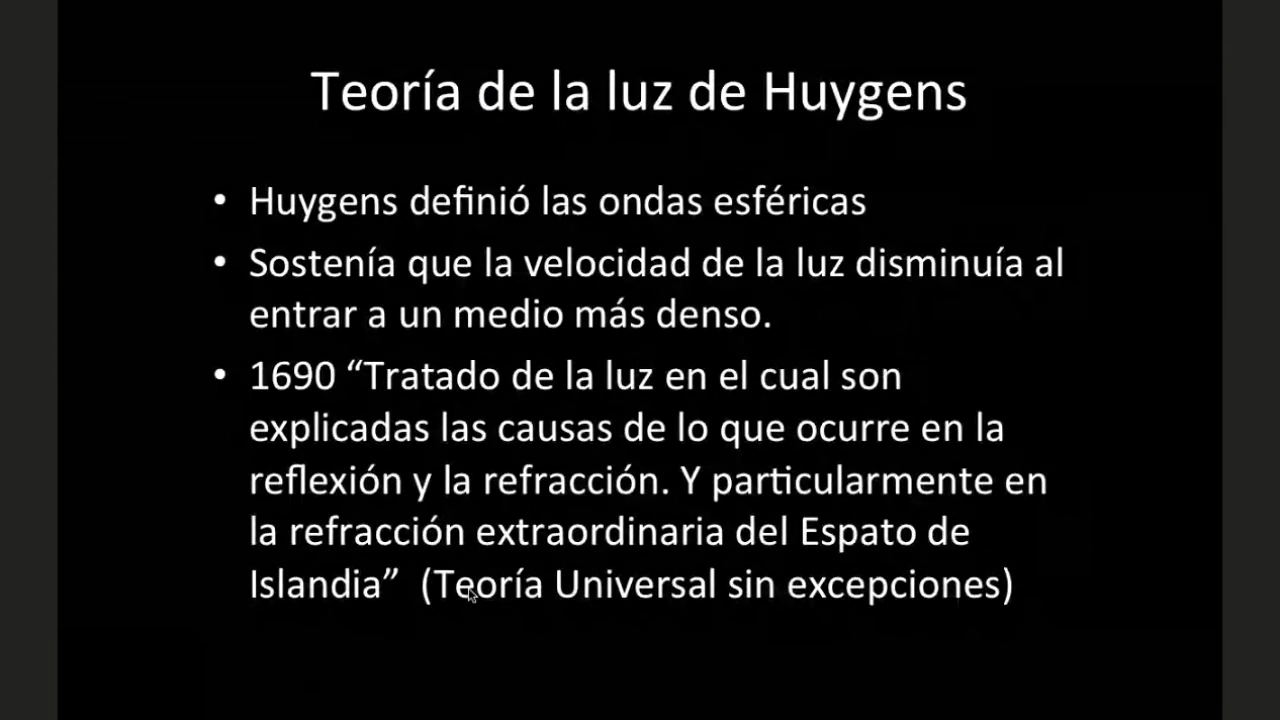 Teoría de la luz de Huygens
• Huygens definió las ondas esféricas
• Sostenía que la velocidad de la luz disminuía al
entrar a un medio más denso.
• 1690 “Tratado de la luz en el cual son
explicadas las causas de lo que ocurre en la
reflexión y la refracción. Y particularmente en
la refracción extraordinaria del Espato de
Islandia”  (Teoría Universal sin excepciones)